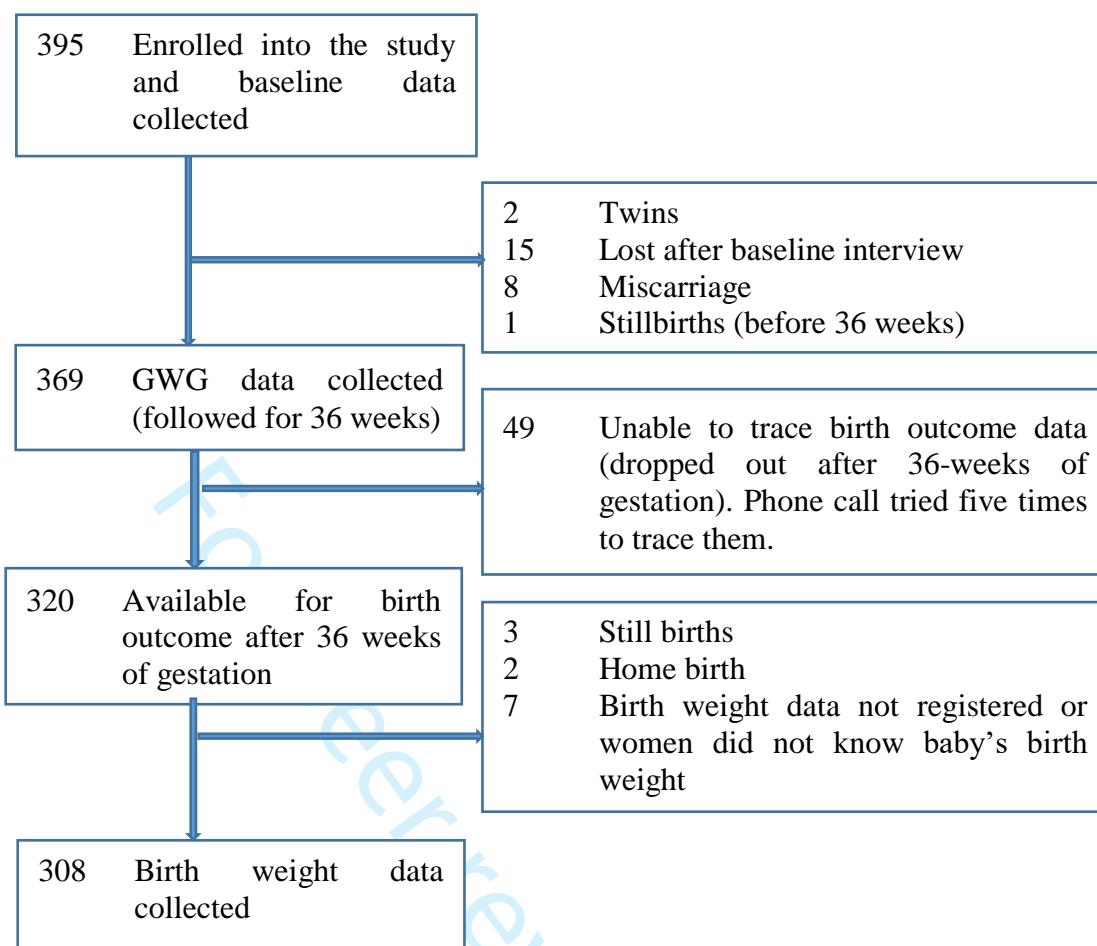 395 Enrolled into the study
and baseline data
collected
2 Twins
15 Lost after baseline interview
8 Miscarriage
1 Stillbirths (before 36 weeks)
369 GWG data collected
(followed for 36 weeks)
49 Unable to trace birth outcome data
(dropped out after 36-weeks of
gestation). Phone call tried five times
to trace them.
320 Available for birth
outcome after 36 weeks
of gestation
3 Still births
2 Home birth
7 Birth weight data not registered or
women did not know baby's birth
weight
308 Birth weight data
collected